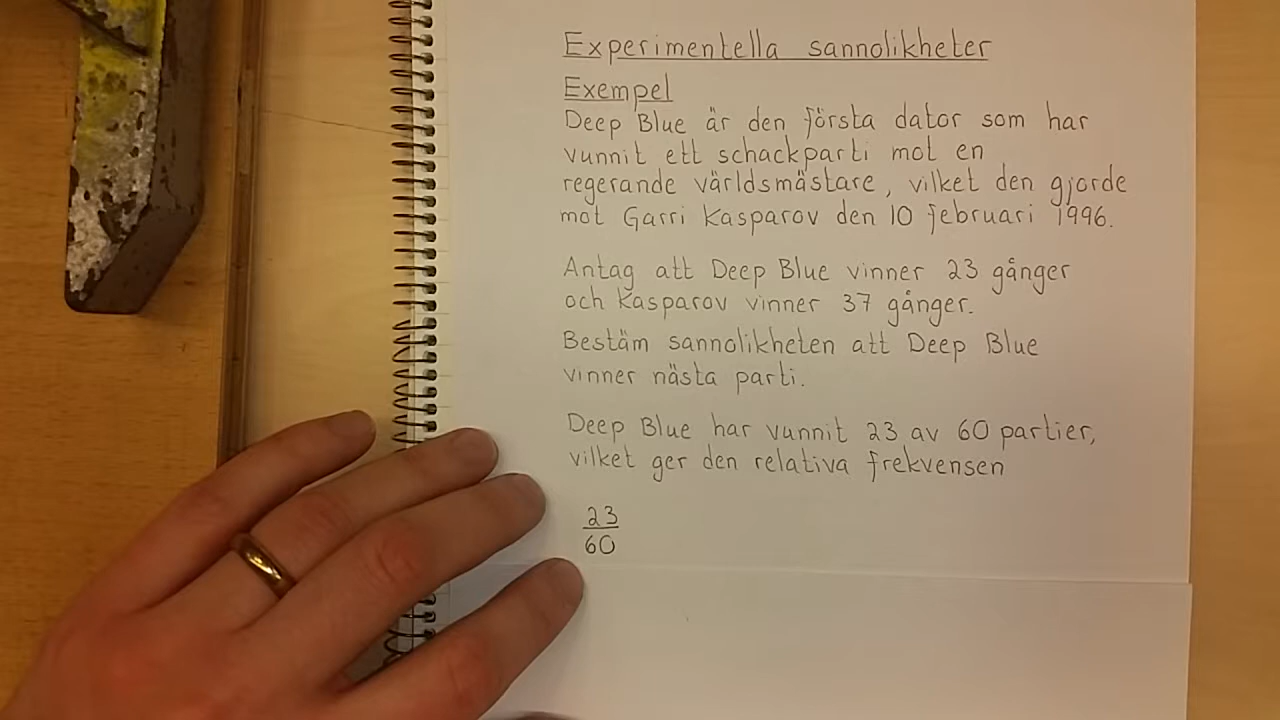 Experimentella sannolikheter
Exempel
Deep Blue är den första dator som har
vunnit ett schackparti mot en
regerande världsmästare, vilket den gjorde
mot Garri Kasparov den 10 februari 1996.
Antag att Deep Blue vinner 23 gånger
och Kasparov vinner 37 gånger.
Bestäm sannolikheten att Deep Blue
vinner nästa parti.
Deep Blue har vunnit 23 av 60 partier,
vilket ger den relativa frekvensen
23
60